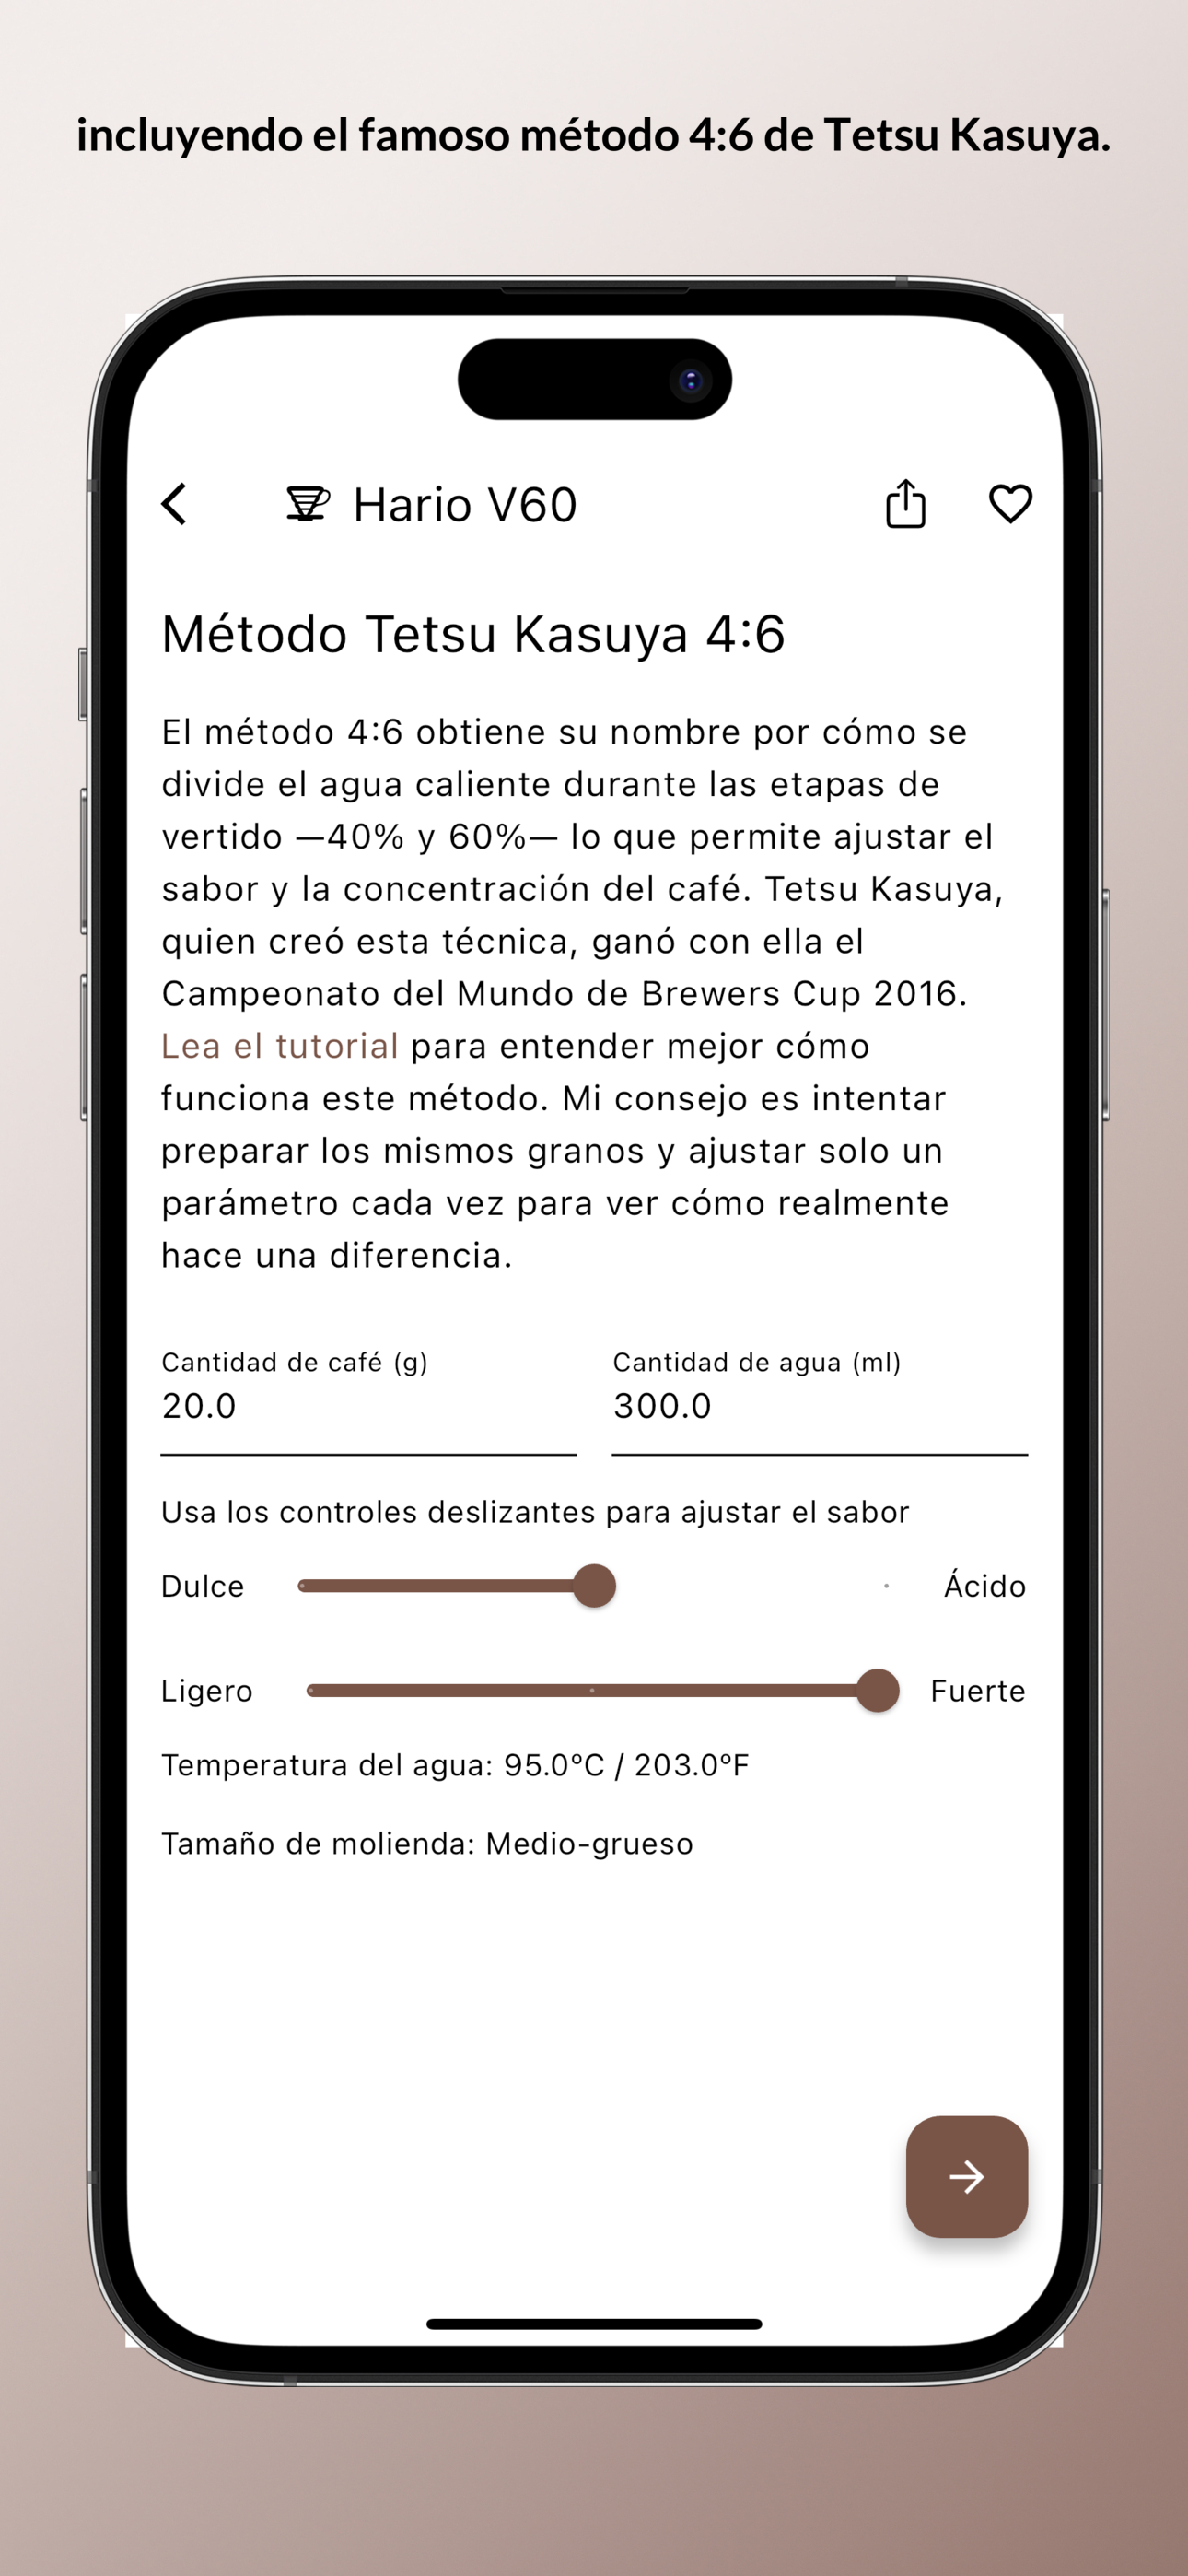 incluyendo el famoso método 4:6 de Tetsu Kasuya.
Hario V60
Método Tetsu Kasuya 4:6
El método 4:6 obtiene su nombre por cómo se
divide el agua caliente durante las etapas de
vertido —40% y 60%— lo que permite ajustar el
sabor y la concentración del café. Tetsu Kasuya,
quien creó esta técnica, ganó con ella el
Campeonato del Mundo de Brewers Cup 2016.
Lea el tutorial para entender mejor cómo
funciona este método. Mi consejo es intentar
preparar los mismos granos y ajustar solo un
parámetro cada vez para ver cómo realmente
hace una diferencia.
Cantidad de café (g) Cantidad de agua (ml)
20.0 300.0
Usa los controles deslizantes para ajustar el sabor
Dulce Ácido
Ligero Fuerte
Temperatura del agua: 95.0ºC / 203.0ºF
Tamaño de molienda: Medio-grueso